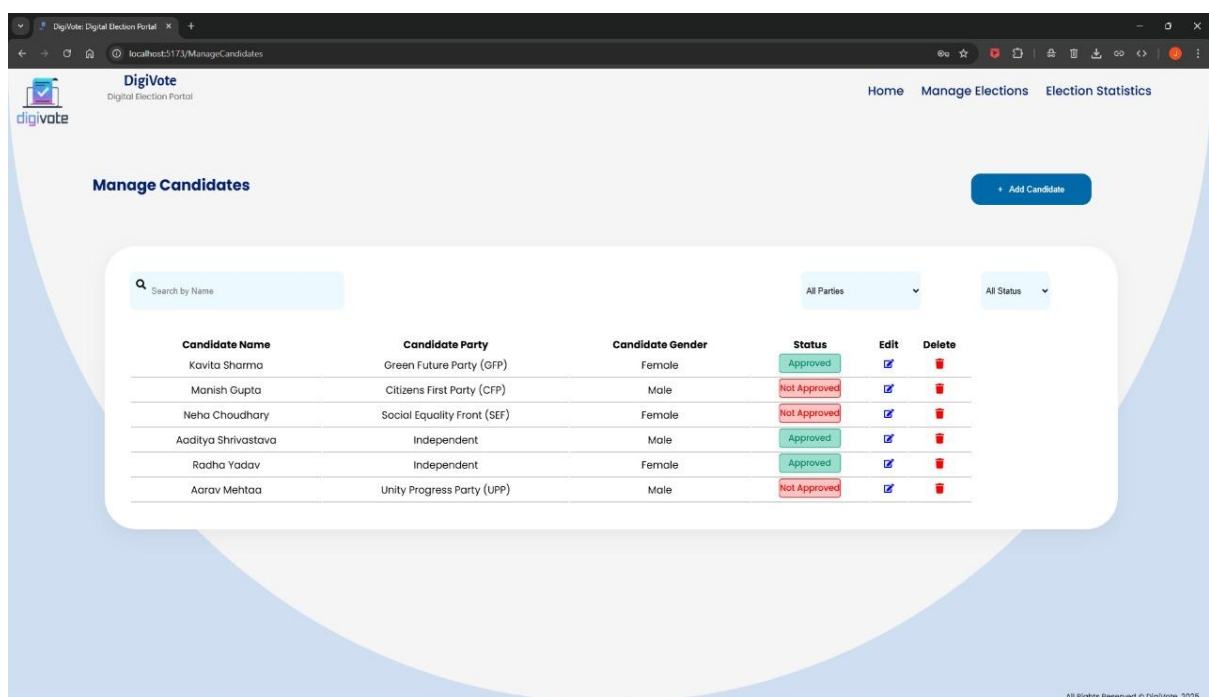 DigiVote: Digital Election Portal
localhost:5173/ManageCandidates
digivote
DigiVote
Digital Election Portal
Home Manage Elections Election Statistics
Manage Candidates
+ Add Candidate
Search by Name
All Parties
All Status
Candidate Name Candidate Party Candidate Gender Status Edit Delete
Kavita Sharma Green Future Party (GFP) Female Approved
Manish Gupta Citizens First Party (CFP) Male Not Approved
Neha Choudhary Social Equality Front (SEF) Female Not Approved
Aaditya Shrivastava Independent Male Approved
Radha Yadav Independent Female Approved
Aarav Mehtaa Unity Progress Party (UPP) Male Not Approved
All Rights Reserved © DigiVote, 2025